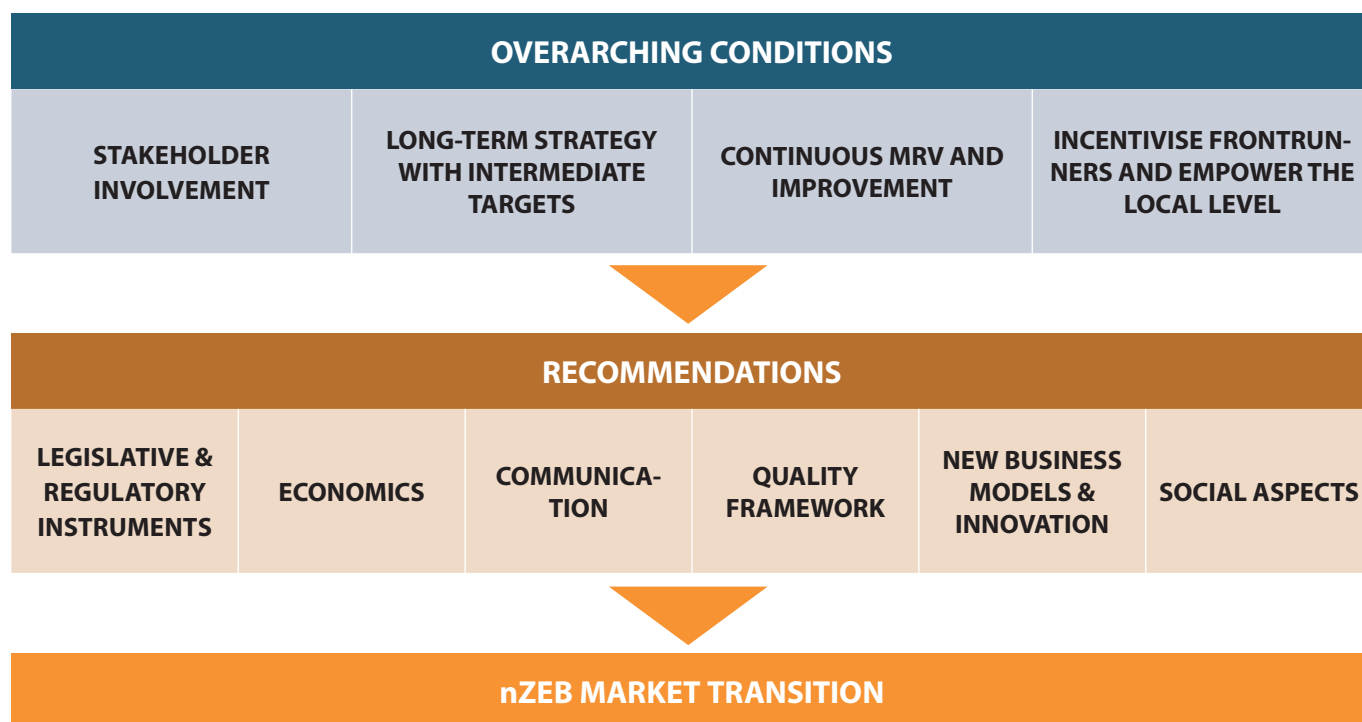 OVERARCHING CONDITIONS
STAKEHOLDER
INVOLVEMENT
LONG-TERM STRATEGY
WITH INTERMEDIATE
TARGETS
CONTINUOUS MRV AND
IMPROVEMENT
INCENTIVISE FRONTRUN-
NERS AND EMPOWER THE
LOCAL LEVEL
RECOMMENDATIONS
LEGISLATIVE &
REGULATORY
INSTRUMENTS
ECONOMICS
COMMUNICA-
TION
QUALITY
FRAMEWORK
NEW BUSINESS
MODELS &
INNOVATION
SOCIAL ASPECTS
nZEB MARKET TRANSITION